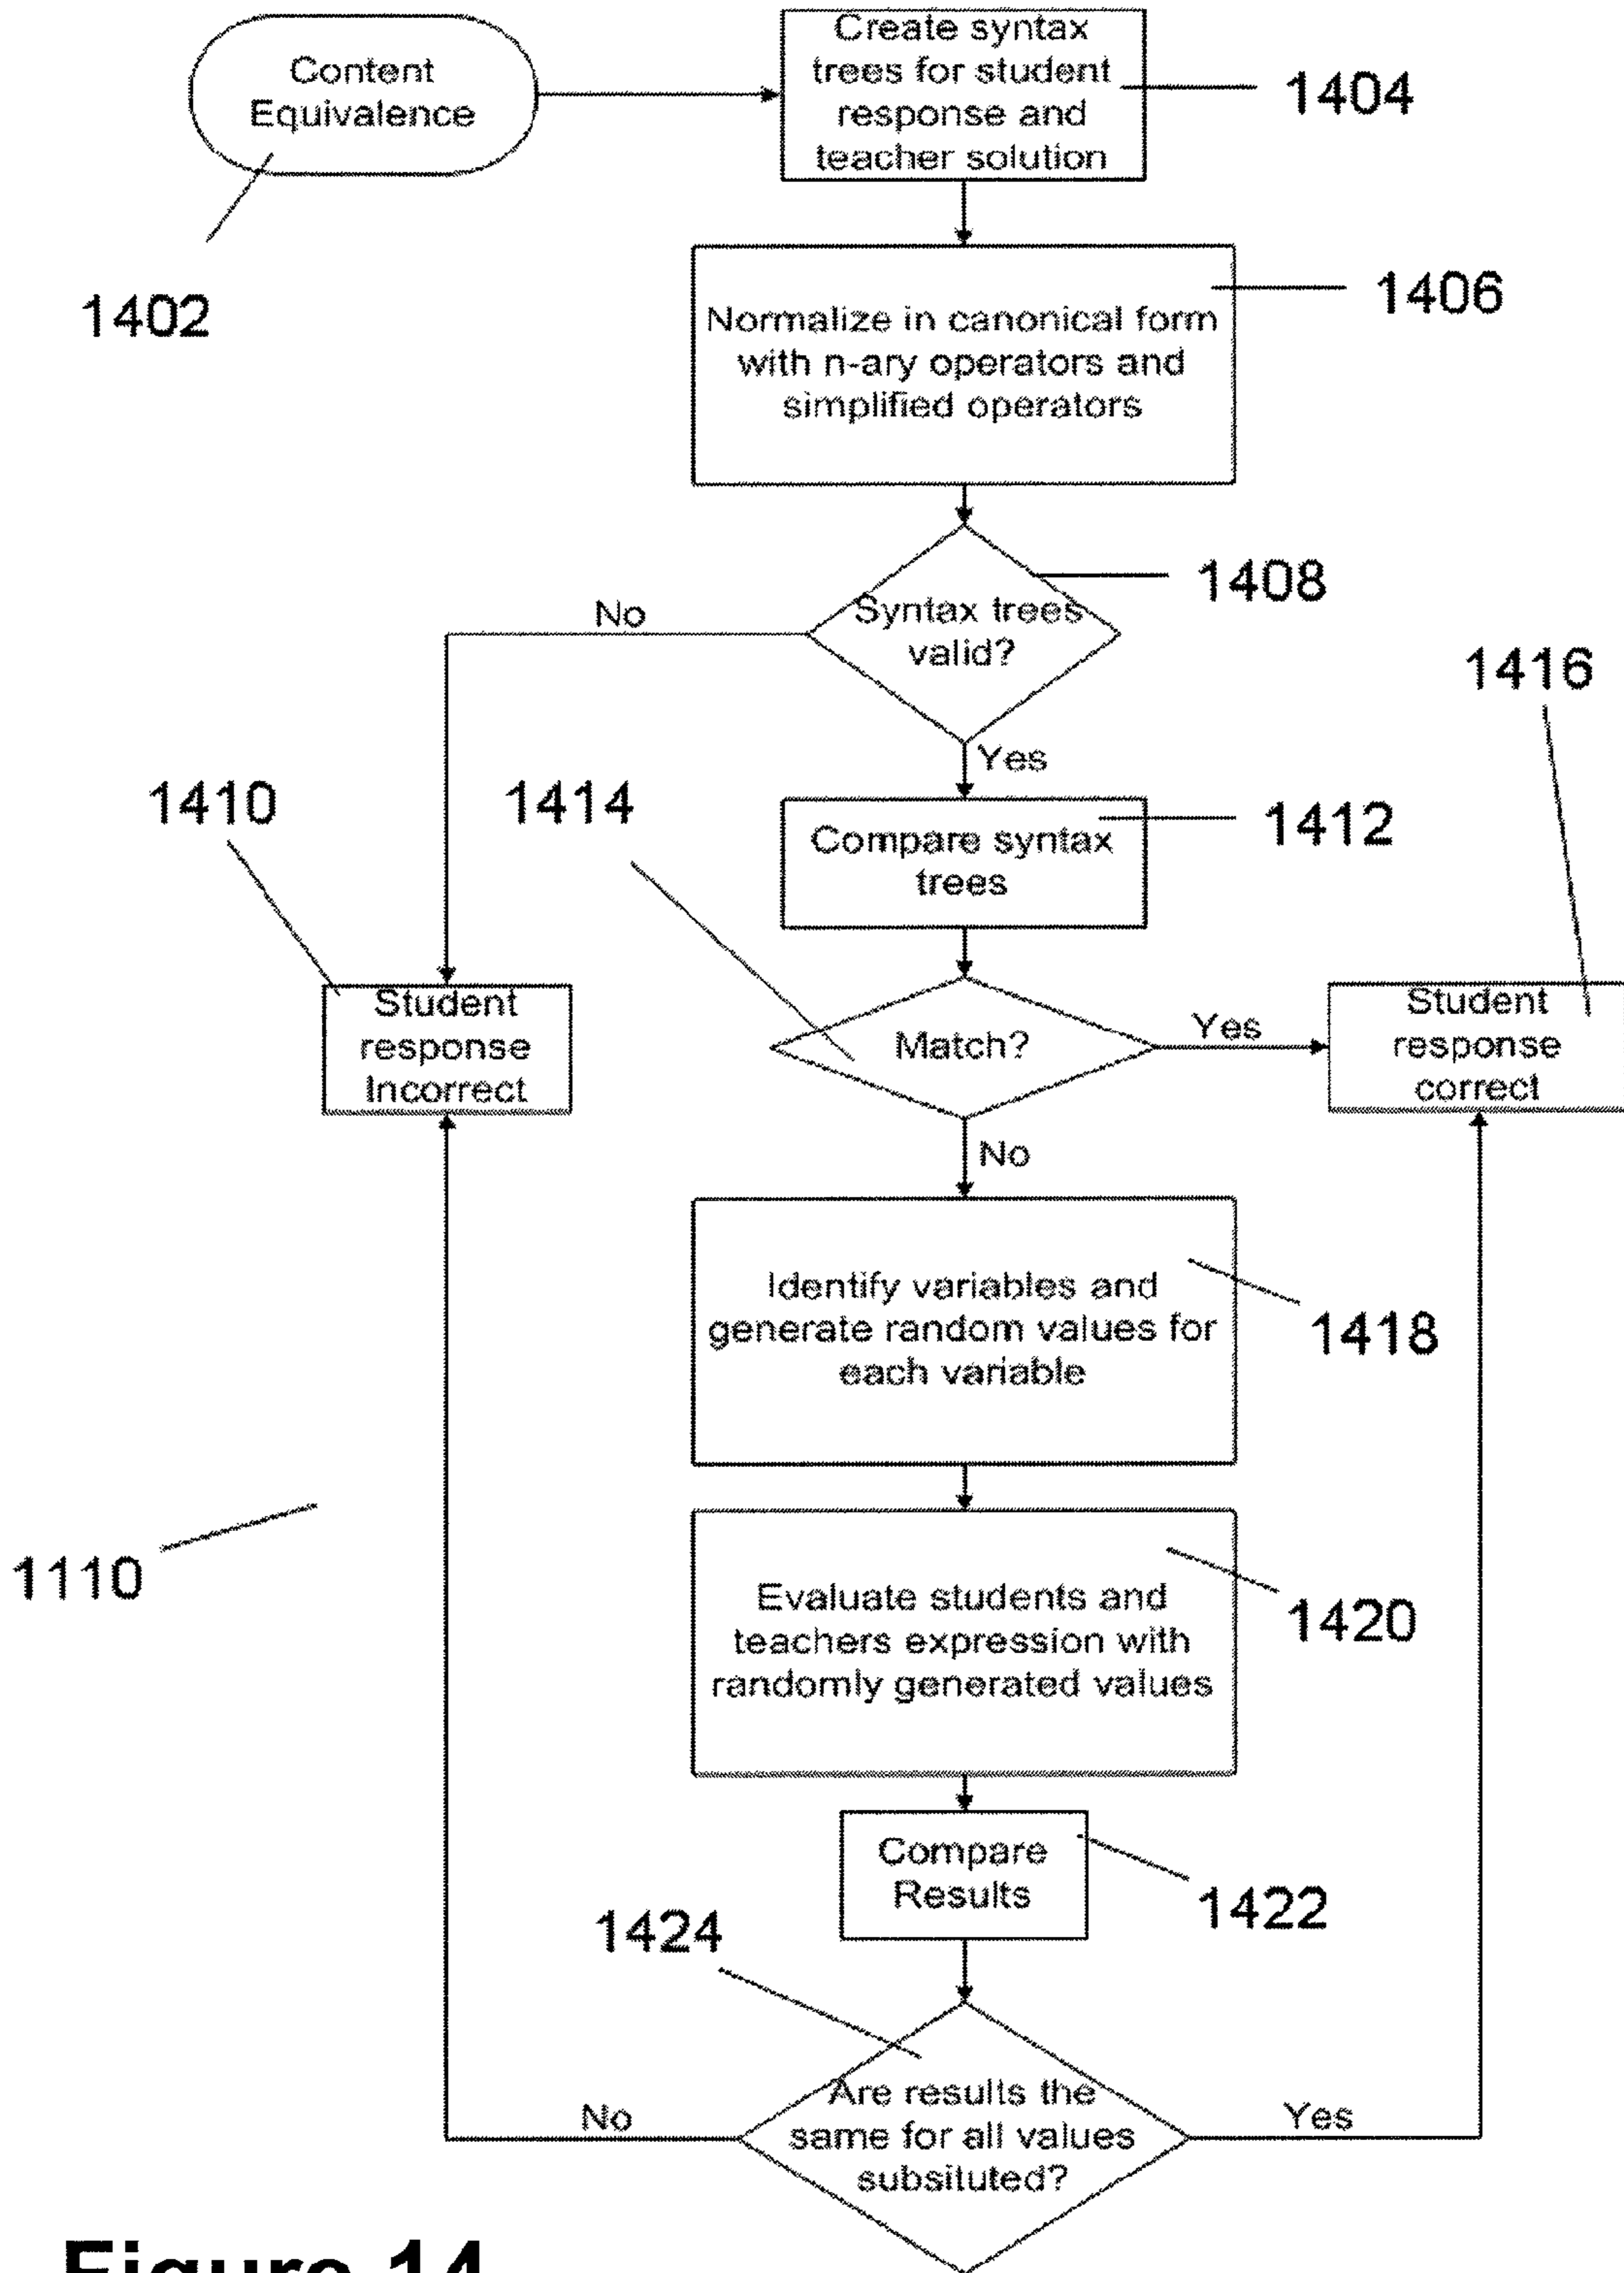 Content
Equivalence
1402
Create syntax
trees for student
response and
teacher solution
1404
Normalize in canonical form
with n-ary operators and
simplified operators
1406
Syntax trees
valid?
1408
No
Yes
1416
1410
1414
Compare syntax
trees
1412
Student
response
Incorrect
Match?
Yes
Student
response
correct
No
Identify variables and
generate random values for
each variable
1418
1110
Evaluate students and
teachers expression with
randomly generated values
1420
Compare
Results
1422
1424
Are results the
same for all values
subsituted?
No
Yes
Figure 14